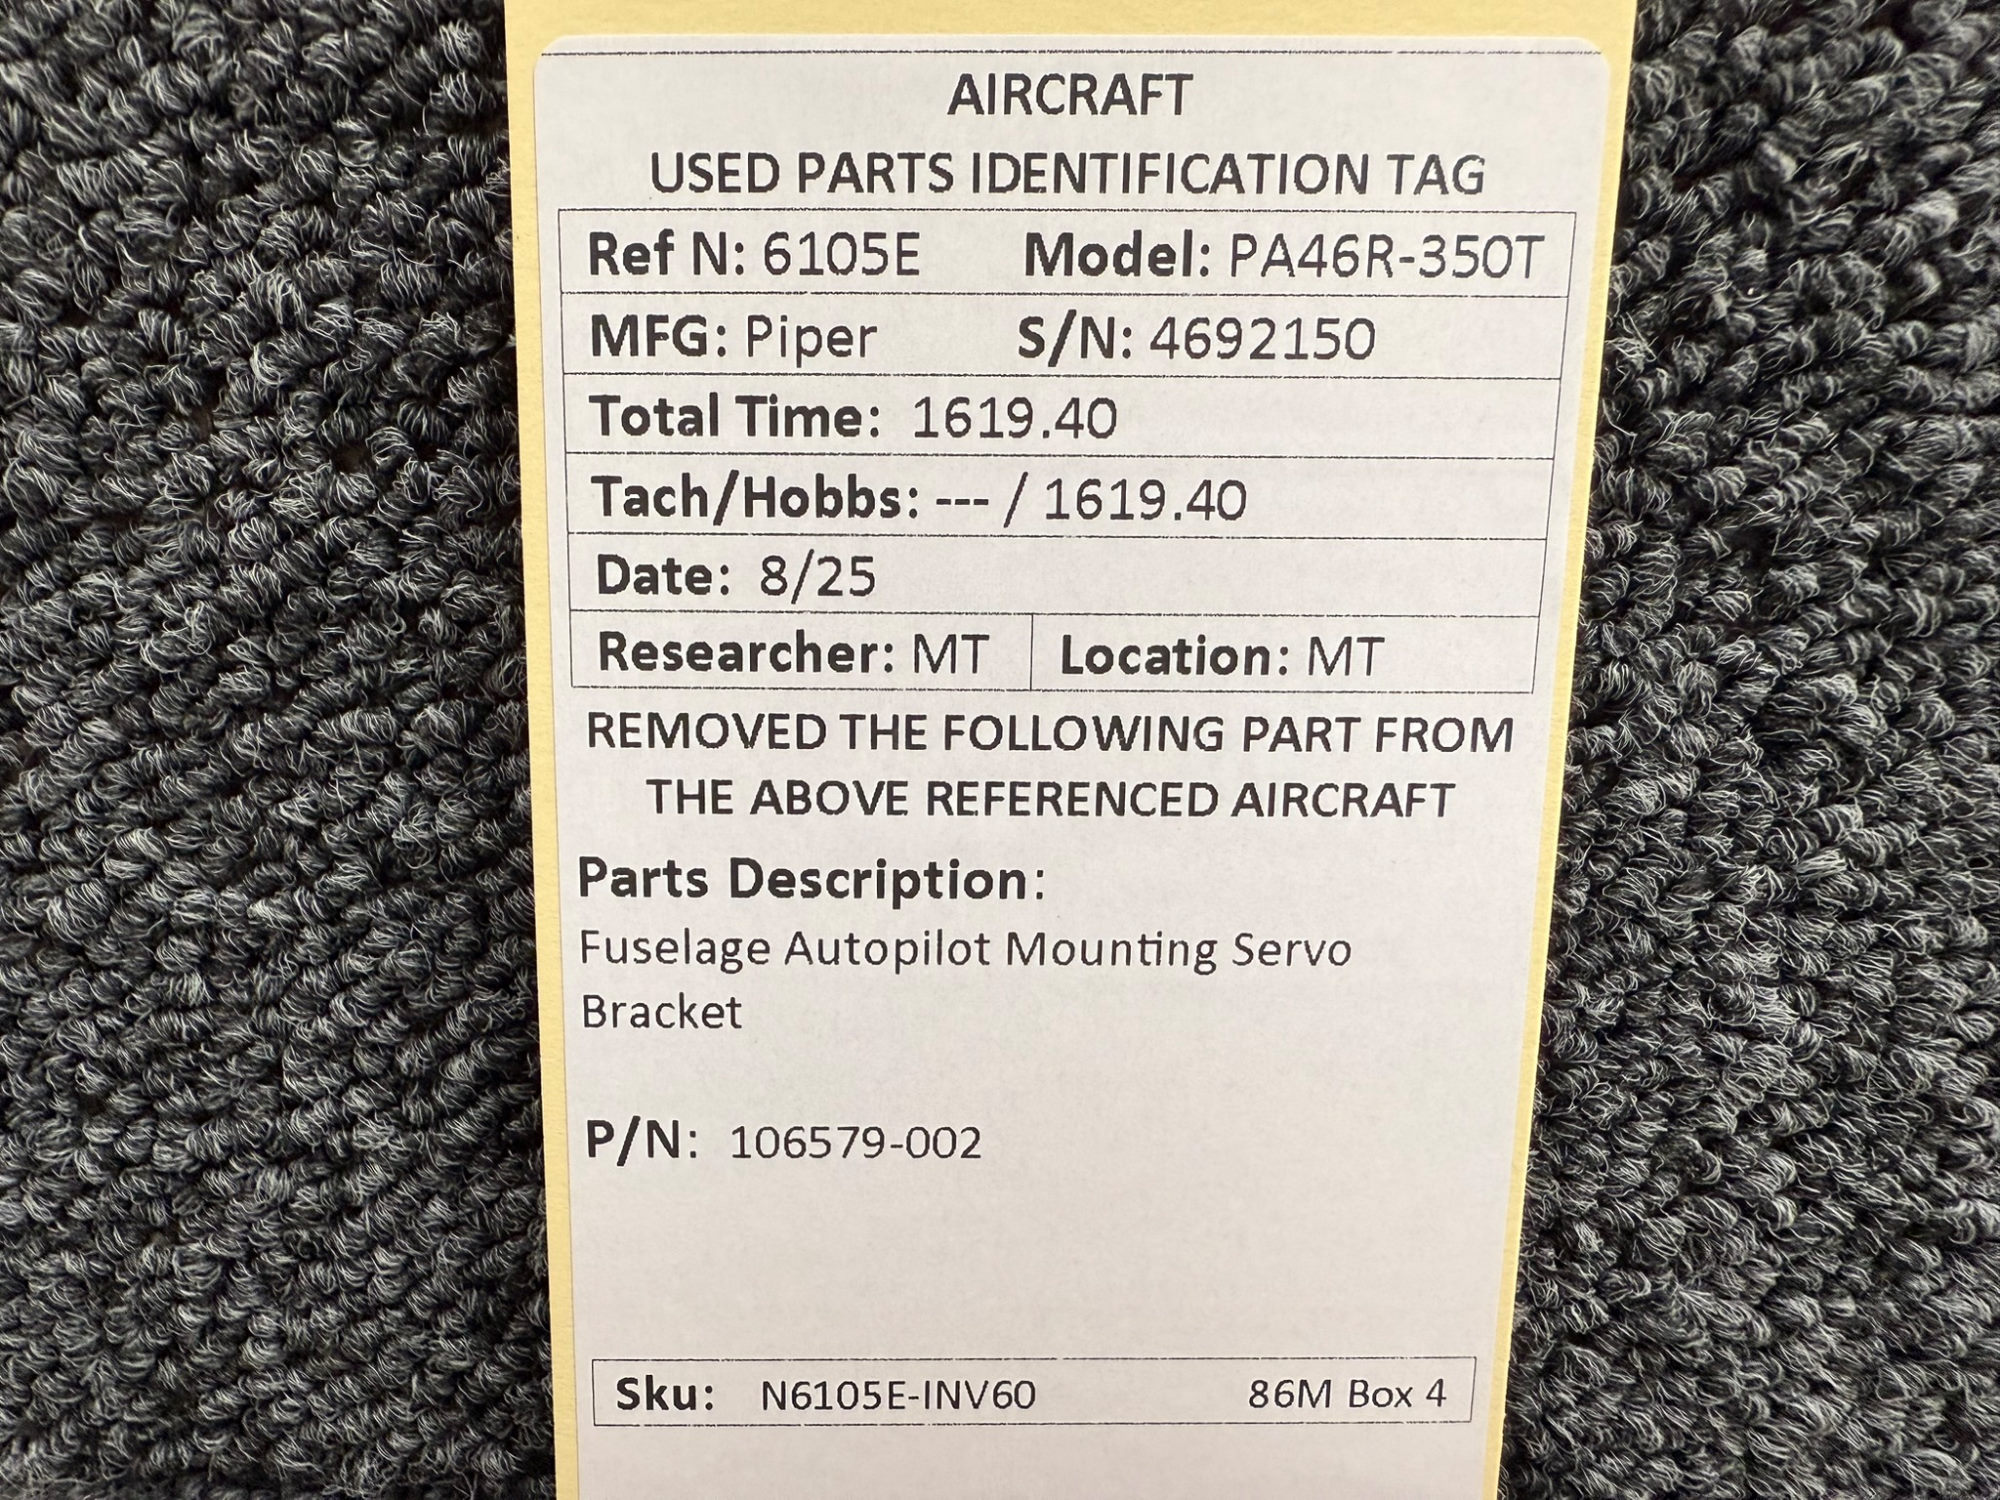 AIRCRAFT
USED PARTS IDENTIFICATION TAG
Ref N: 6105E Model: PA46R-350T
MFG: Piper S/N: 4692150
Total Time: 1619.40
Tach/Hobbs: --- / 1619.40
Date: 8/25
Researcher: MT Location: MT
REMOVED THE FOLLOWING PART FROM
THE ABOVE REFERENCED AIRCRAFT
Parts Description:
Fuselage Autopilot Mounting Servo
Bracket
P/N: 106579-002
Sku: N6105E-INV60 86M Box 4